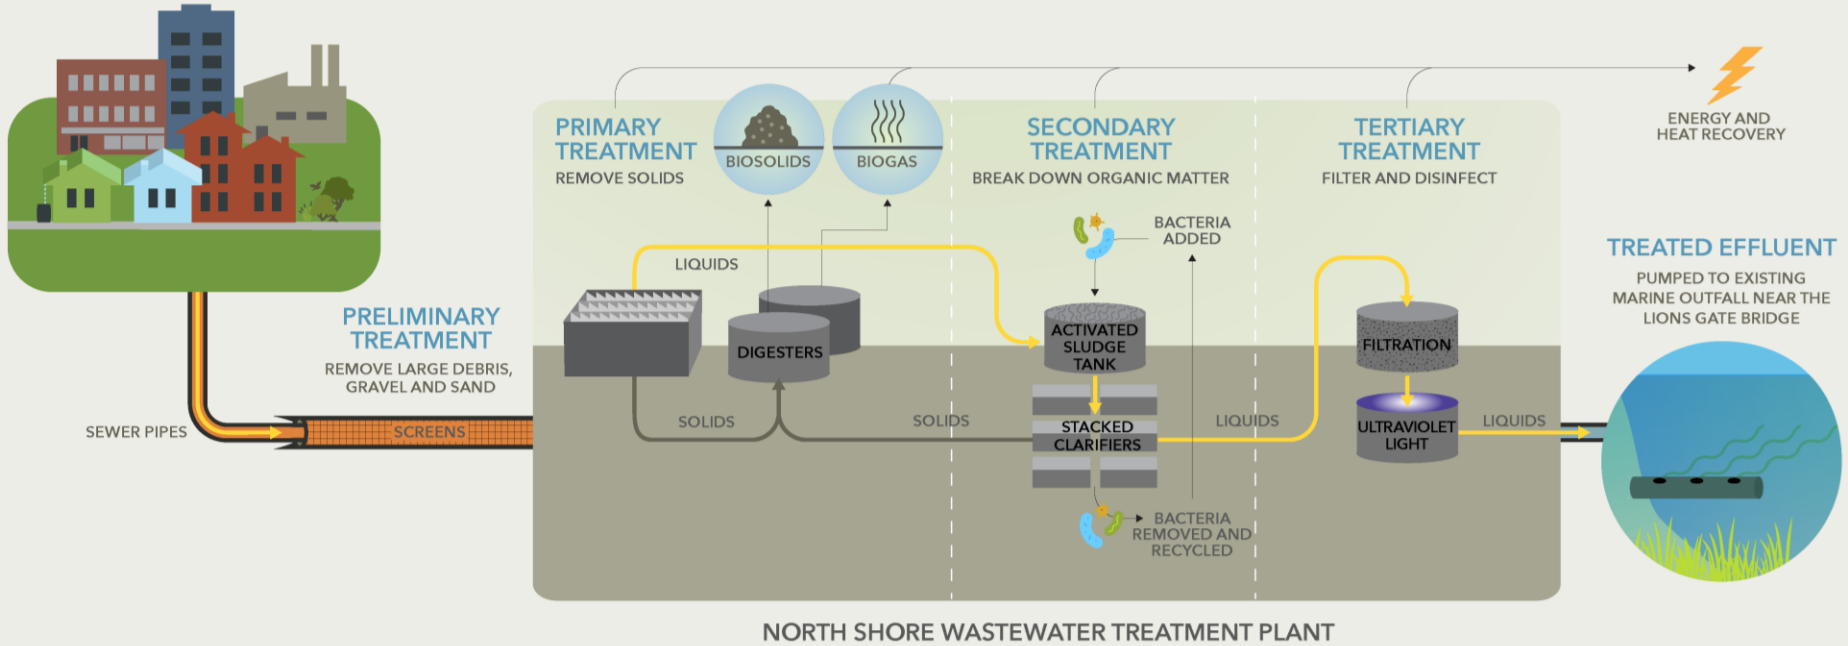 SEWER PIPES
PRELIMINARY
TREATMENT
REMOVE LARGE DEBRIS,
GRAVEL AND SAND
SCREENS
PRIMARY
TREATMENT
REMOVE SOLIDS
BIOSOLIDS
BIOGAS
LIQUIDS
DIGESTERS
SOLIDS
SOLIDS
SECONDARY
TREATMENT
BREAK DOWN ORGANIC MATTER
BACTERIA
ADDED
ACTIVATED
SLUDGE
TANK
STACKED
CLARIFIERS
BACTERIA
REMOVED AND
RECYCLED
LIQUIDS
TERTIARY
TREATMENT
FILTER AND DISINFECT
FILTRATION
ULTRAVIOLET
LIGHT
LIQUIDS
ENERGY AND
HEAT RECOVERY
TREATED EFFLUENT
PUMPED TO EXISTING
MARINE OUTFALL NEAR THE
LIONS GATE BRIDGE
NORTH SHORE WASTEWATER TREATMENT PLANT